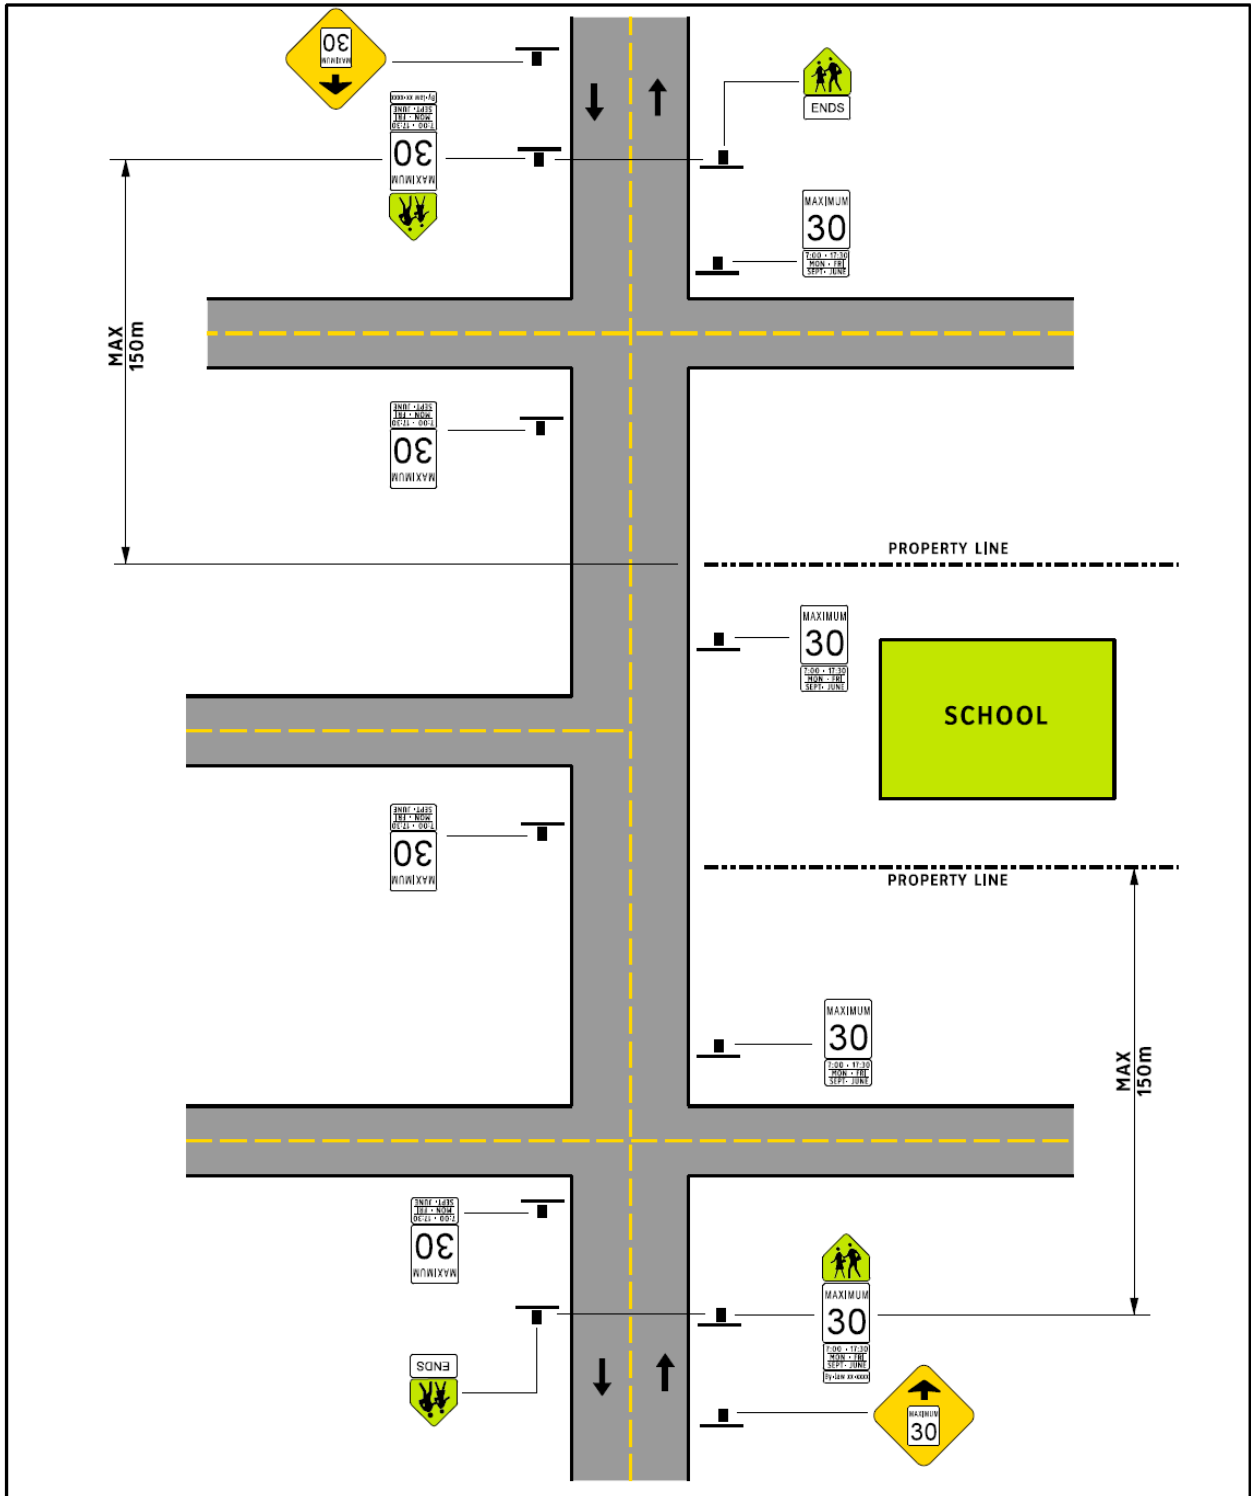 MAXIMUM
30
ENDS
By-law xx-xxxx
SEPT · JUNE
MON · FRI
7:00 · 17:30
30
MAXIMUM
MAXIMUM
30
7:00 · 17:30
MON · FRI
SEPT · JUNE
MAX
150m
SEPT · JUNE
MON · FRI
7:00 · 17:30
30
MAXIMUM
PROPERTY LINE
MAXIMUM
30
7:00 · 17:30
MON · FRI
SEPT · JUNE
SCHOOL
SEPT · JUNE
MON · FRI
7:00 · 17:30
30
MAXIMUM
PROPERTY LINE
MAXIMUM
30
7:00 · 17:30
MON · FRI
SEPT · JUNE
MAX
150m
SEPT · JUNE
MON · FRI
7:00 · 17:30
30
MAXIMUM
MAXIMUM
30
7:00 · 17:30
MON · FRI
SEPT · JUNE
By-law xx-xxxx
ENDS
MAXIMUM
30